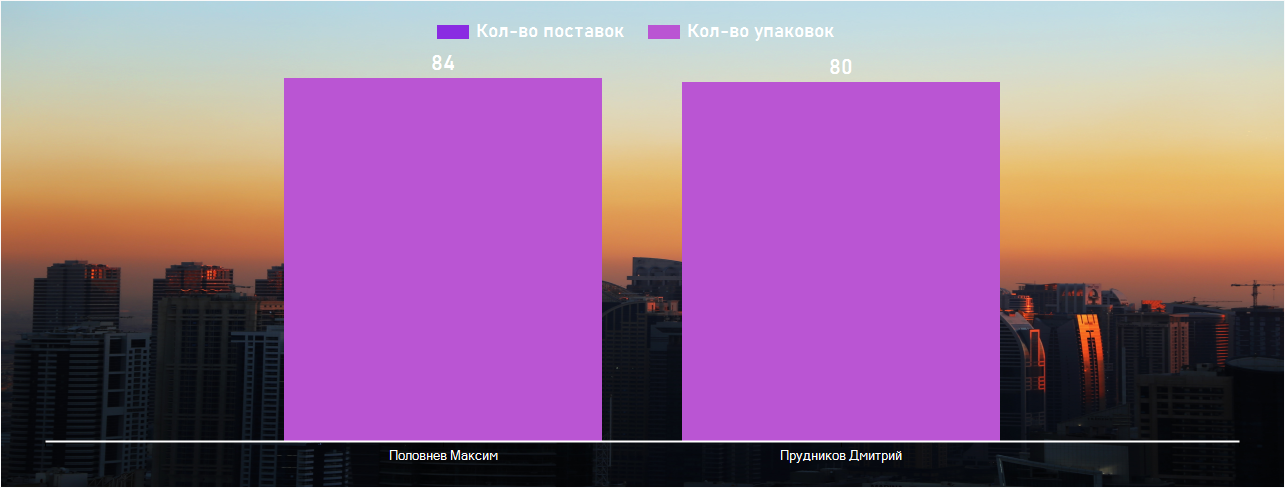 Кол-во поставок Кол-во упаковок
84
80
Половнев Максим Прудников Дмитрий